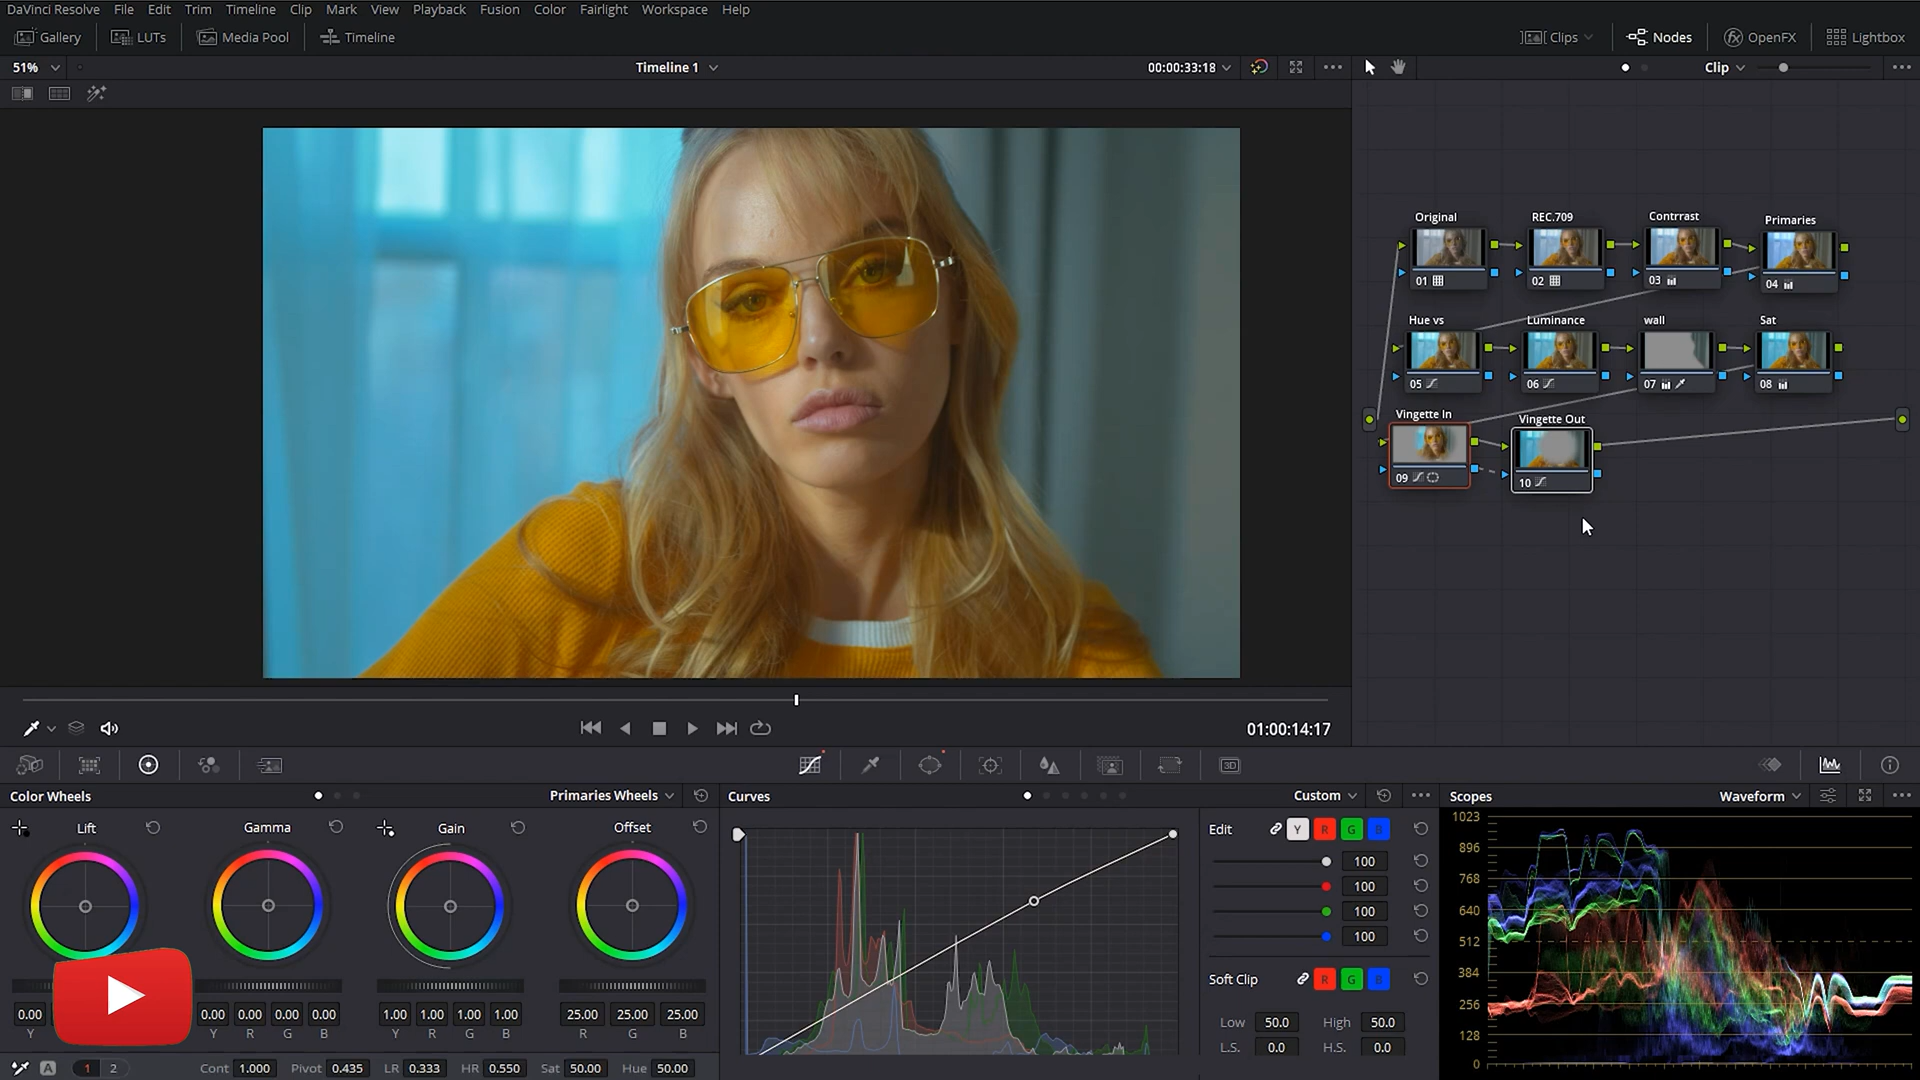 DaVinci Resolve File Edit Trim Timeline Clip Mark View Playback Fusion Color Fairlight Workspace Help
Gallery LUTs Media Pool Timeline Clips Nodes OpenFX Lightbox
51% Timeline 1 00:00:33:18 Clip
Original REC.709 Contrrast Primaries
01 02 03 04
Hue vs Luminance wall Sat
05 06 07 08
Vingette In Vingette Out
09 10
01:00:14:17
3D
Color Wheels Primaries Wheels Curves Custom Scopes Waveform
Lift Gamma Gain Offset
Edit Y R G B
100
100
100
100
Soft Clip R G B
Low 50.0 High 50.0
L.S. 0.0 H.S. 0.0
0.00 0.00 0.00 0.00 0.00 1.00 1.00 1.00 1.00 25.00 25.00 25.00
Y Y R G B Y R G B R G B
A 1 2 Cont 1.000 Pivot 0.435 LR 0.333 HR 0.550 Sat 50.00 Hue 50.00
1023
896
768
640
512
384
256
128
0